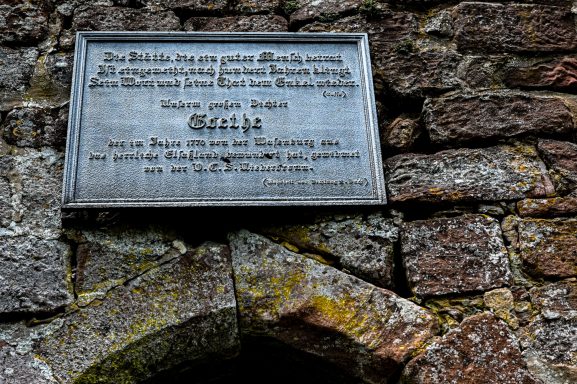 Die Stätte, die ein guter Mensch betrat
Ist eingeweiht; nach hundert Jahren klingt
Sein Wort und seine That dem Enkel wieder.
Unserm großen Dichter
Goethe
der im Jahre 1770 von der Wasenburg aus
das herrliche Elsaßland bewundert hat, gewidmet
von der V.C.S. Niederbronn.